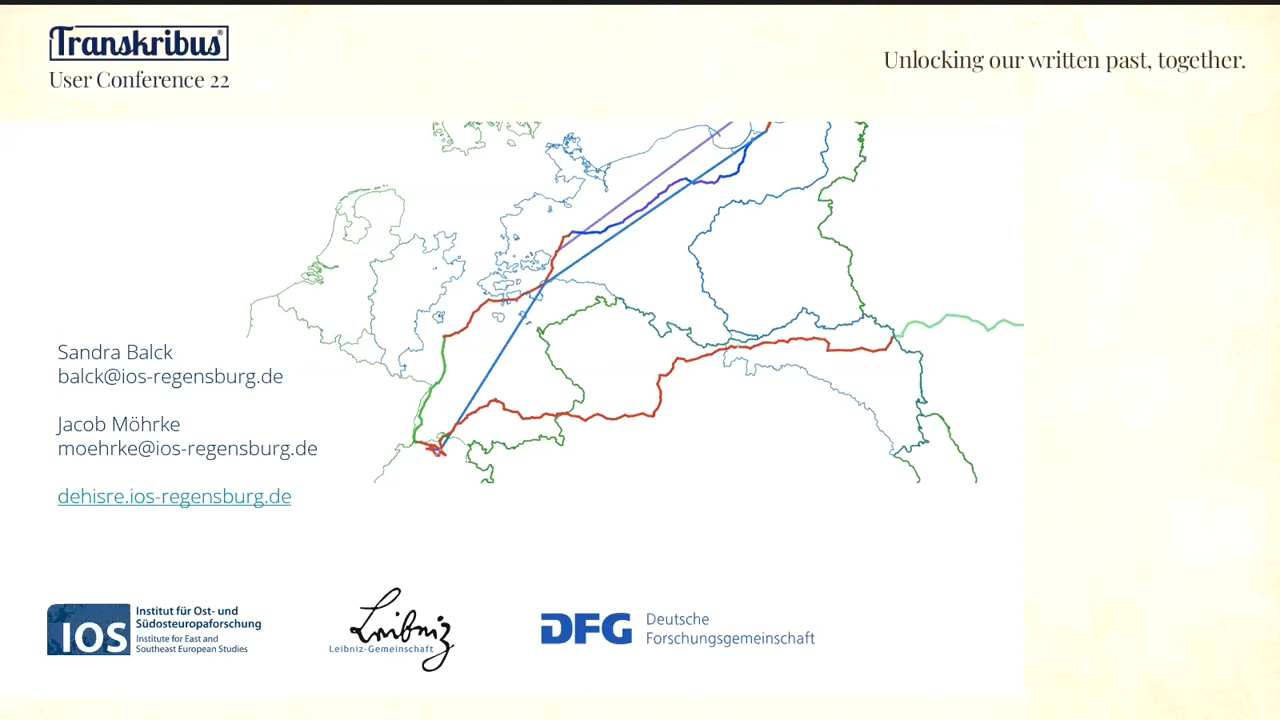 Transkribus®
User Conference 22
Unlocking our written past, together.
Sandra Balck
balck@ios-regensburg.de
Jacob Möhrke
moehrke@ios-regensburg.de
dehisre.ios-regensburg.de
IOS
Institut für Ost- und
Südosteuropaforschung
Institute for East and
Southeast European Studies
Leibniz
Leibniz-Gemeinschaft
DFG
Deutsche
Forschungsgemeinschaft